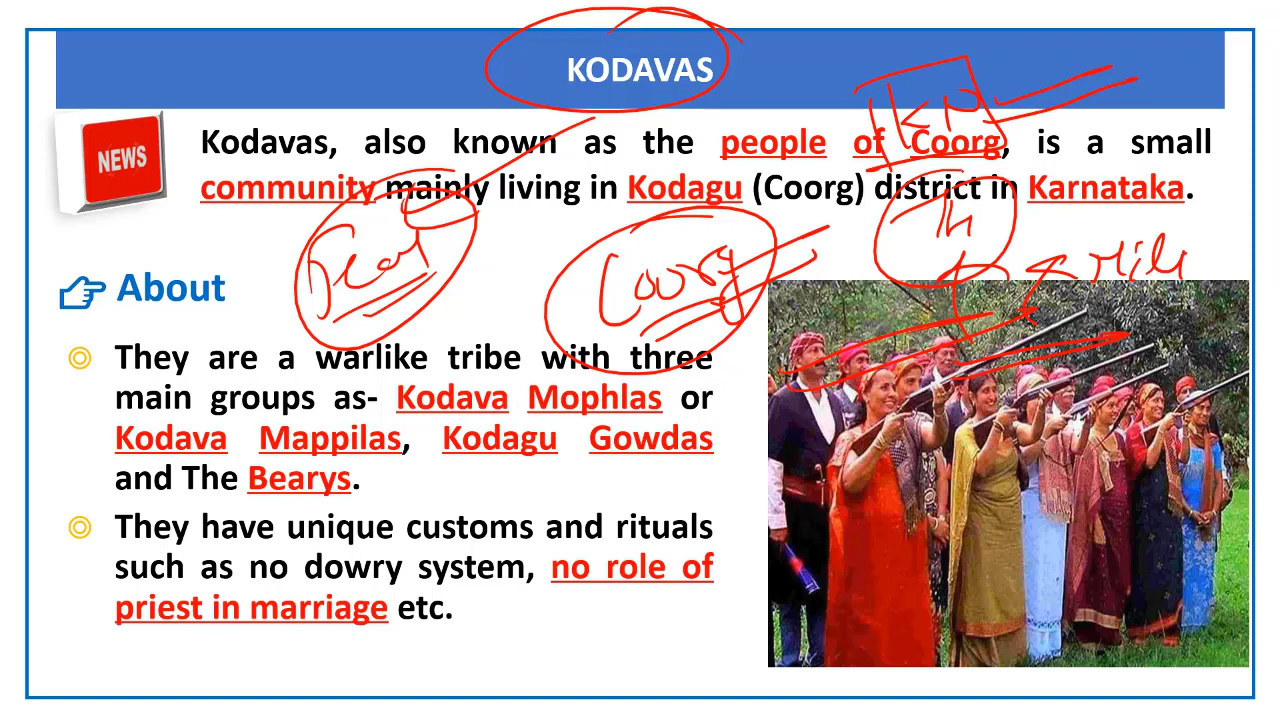 KODAVAS
KN
NEWS
Kodavas, also known as the people of Coorg, is a small
community mainly living in Kodagu (Coorg) district in Karnataka.
Coorg
About
They are a warlike tribe with three
main groups as- Kodava Mophlas or
Kodava Mappilas, Kodagu Gowdas
and The Bearys.
They have unique customs and rituals
such as no dowry system, no role of
priest in marriage etc.